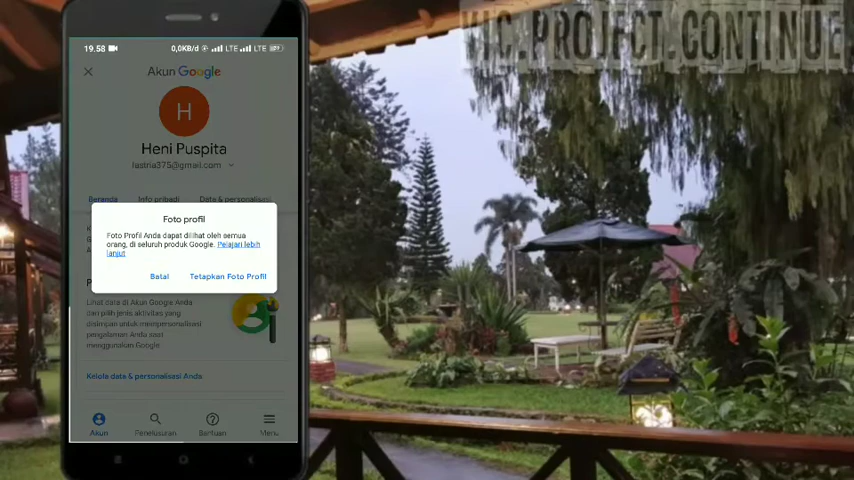 VIC.PROJECT.CONTINUE
19.58
0,0KB/d
LTE
LTE
Akun Google
H
Heni Puspita
lastria375@gmail.com
Beranda
Info pribadi
Data & personalisasi
Foto profil
Foto Profil Anda dapat dilihat oleh semua
orang, di seluruh produk Google. Pelajari lebih
lanjut
Batal
Tetapkan Foto Profil
Lihat data di Akun Google Anda
dan pilih jenis aktivitas yang
disimpan untuk mempersonalisasi
pengalaman Anda saat
menggunakan Google
Kelola data & personalisasi Anda
Akun
Penelusuran
Bantuan
Menu